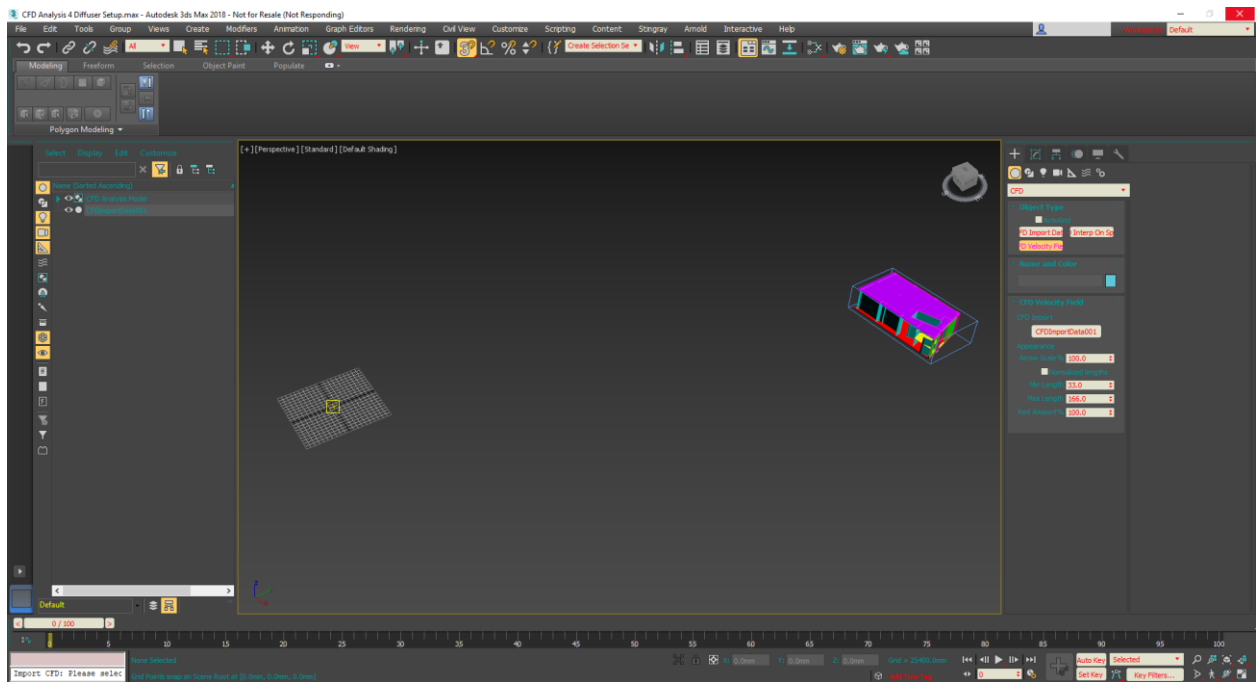 CFD Analysis 4 Diffuser Setup.max - Autodesk 3ds Max 2018 - Not for Resale (Not Responding)
File Edit Tools Group Views Create Modifiers Animation Graph Editors Rendering Civil View Customize Scripting Content Stingray Arnold Interactive Help Workspaces: Default
All View Create Selection Se
Modeling Freeform Selection Object Paint Populate
Polygon Modeling
Select Display Edit Customize
Name (Sorted Ascending)
CFD Analysis Model
CFDImportData001
[+] [Perspective] [Standard] [Default Shading]
CFD
Object Type
AutoGrid
FD Import Dat Interp On Sp
FD Velocity Fie
Name and Color
CFD Velocity Field
CFD Import
CFDImportData001
Appearance
Arrow Scale % 100.0
Normalized lengths
Min Length 33.0
Max Length 166.0
Red Amount % 100.0
Default
0 / 100
0 5 10 15 20 25 30 35 40 45 50 55 60 65 70 75 80 85 90 95 100
None Selected X: 0.0mm Y: 0.0mm Z: 0.0mm Grid = 25400.0mm Auto Key Selected
Import CFD: Please selec Grid Points snap on Scene Root at [0.0mm, 0.0mm, 0.0mm] Add Time Tag 0 Set Key Key Filters...